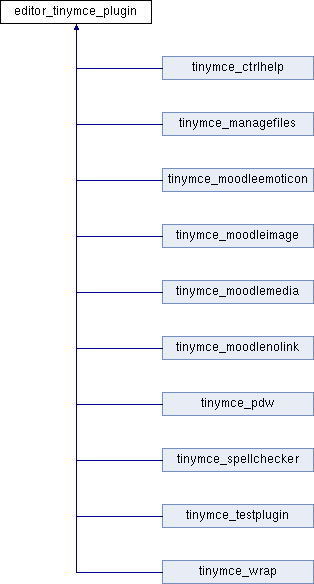 editor_tinymce_plugin
tinymce_ctrlhelp
tinymce_managefiles
tinymce_moodleemoticon
tinymce_moodleimage
tinymce_moodlemedia
tinymce_moodlenolink
tinymce_pdw
tinymce_spellchecker
tinymce_testplugin
tinymce_wrap